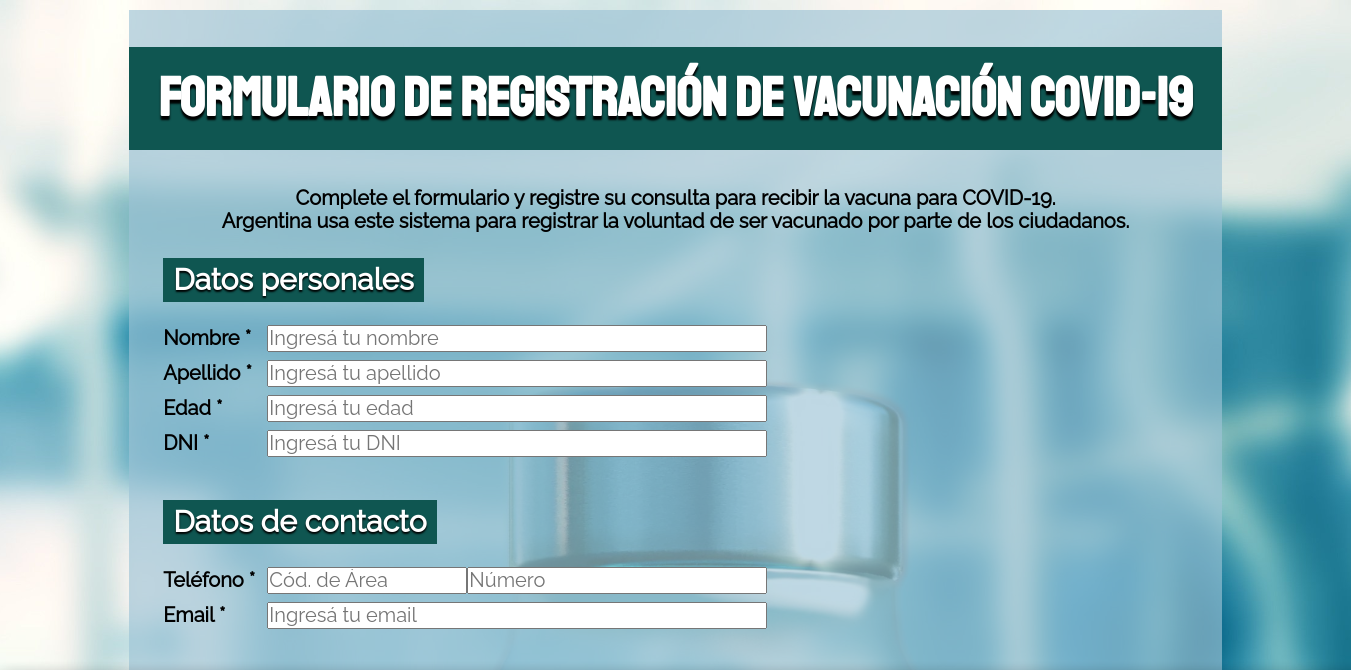 FORMULARIO DE REGISTRACIÓN DE VACUNACIÓN COVID-19
Complete el formulario y registre su consulta para recibir la vacuna para COVID-19.
Argentina usa este sistema para registrar la voluntad de ser vacunado por parte de los ciudadanos.
Datos personales
Nombre * Ingresá tu nombre
Apellido * Ingresá tu apellido
Edad * Ingresá tu edad
DNI * Ingresá tu DNI
Datos de contacto
Teléfono * Cód. de Área Número
Email * Ingresá tu email